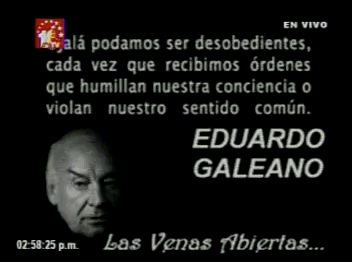 EN VIVO
jalá podamos ser desobedientes,
cada vez que recibimos órdenes
que humillan nuestra conciencia o
violan nuestro sentido común.
EDUARDO
GALEANO
02:58:25 p.m.
Las Venas Abiertas...